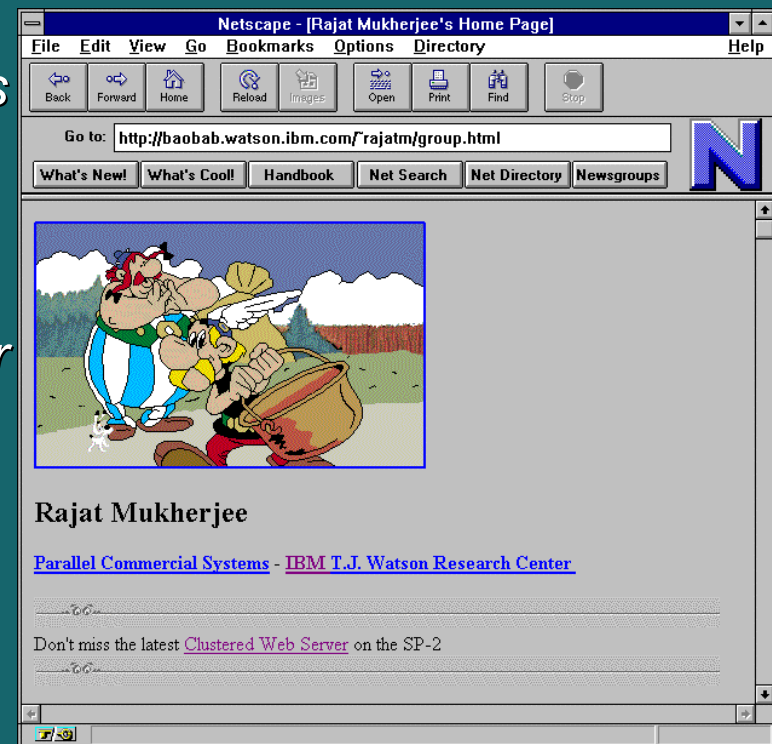 Netscape - [Rajat Mukherjee's Home Page]
File Edit View Go Bookmarks Options Directory Help
Back Forward Home Reload Images Open Print Find Stop
Go to: http://baobab.watson.ibm.com/~rajatm/group.html
N
What's New! What's Cool! Handbook Net Search Net Directory Newsgroups
Rajat Mukherjee
Parallel Commercial Systems - IBM T.J. Watson Research Center
Don't miss the latest Clustered Web Server on the SP-2